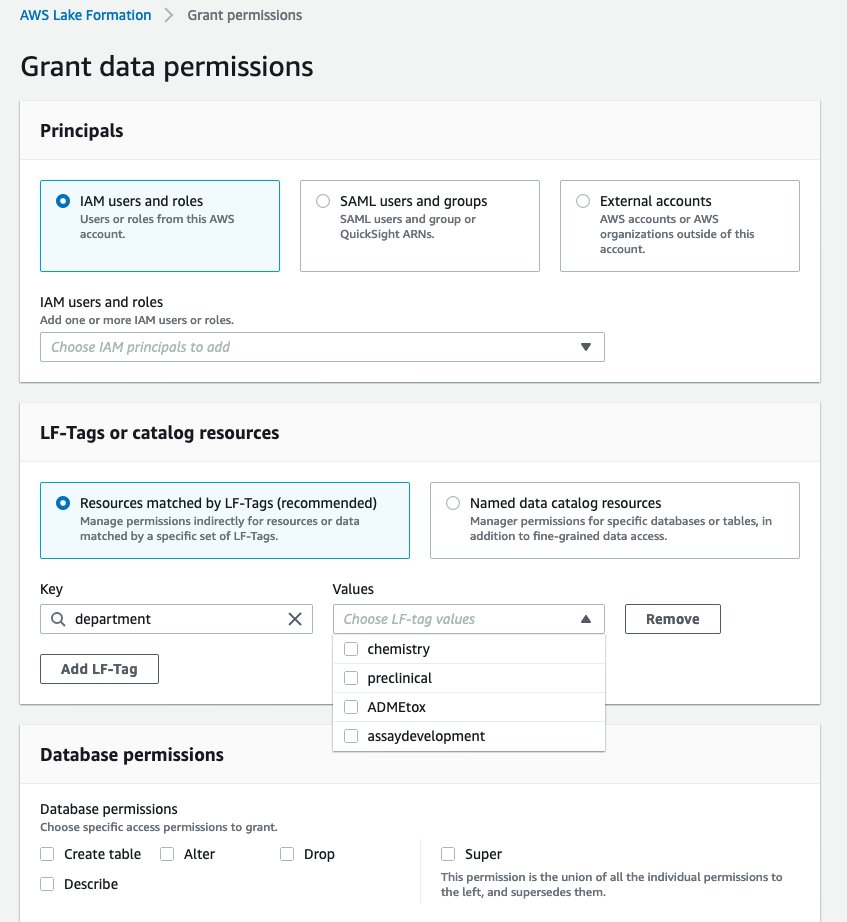 AWS Lake Formation > Grant permissions
Grant data permissions
Principals
IAM users and roles
Users or roles from this AWS
account.
SAML users and groups
SAML users and group or
QuickSight ARNs.
External accounts
AWS accounts or AWS
organizations outside of this
account.
IAM users and roles
Add one or more IAM users or roles.
Choose IAM principals to add
LF-Tags or catalog resources
Resources matched by LF-Tags (recommended)
Manage permissions indirectly for resources or data
matched by a specific set of LF-Tags.
Named data catalog resources
Manager permissions for specific databases or tables, in
addition to fine-grained data access.
Key
Values
department
Choose LF-tag values
Remove
chemistry
Add LF-Tag
preclinical
ADMEtox
assaydevelopment
Database permissions
Database permissions
Choose specific access permissions to grant.
Create table
Alter
Drop
Describe
Super
This permission is the union of all the individual permissions to
the left, and supersedes them.